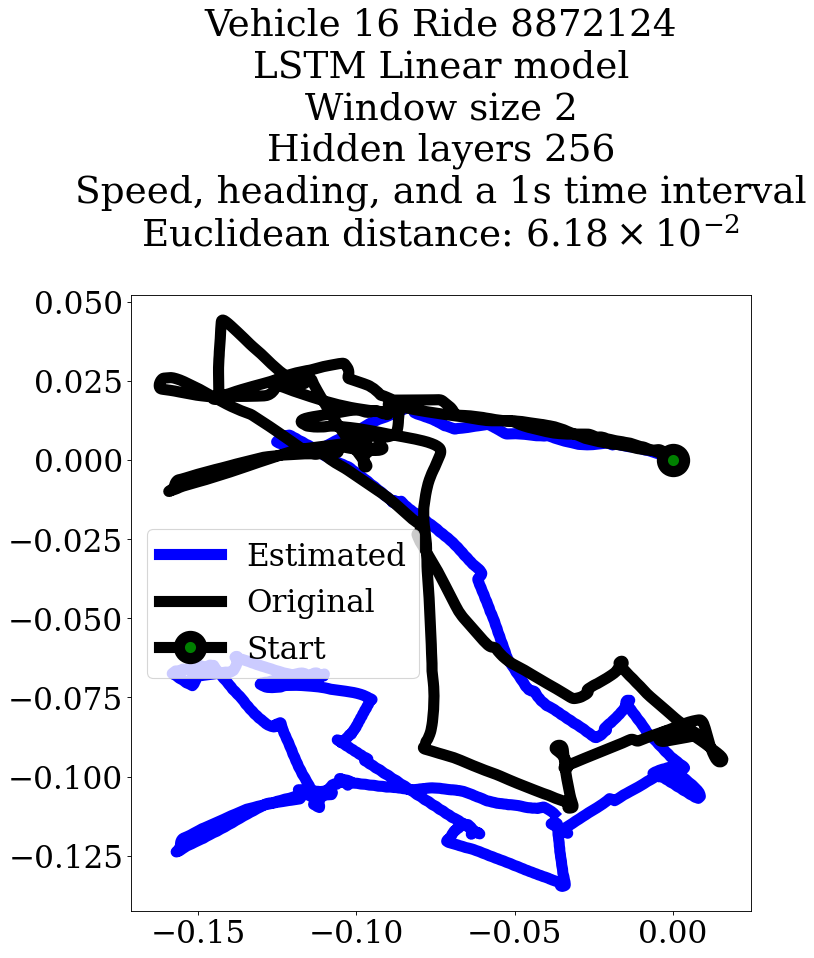 Vehicle 16 Ride 8872124
LSTM Linear model
Window size 2
Hidden layers 256
Speed, heading, and a 1s time interval
Euclidean distance: 6.18 × 10⁻²
0.050
0.025
0.000
−0.025
−0.050
−0.075
−0.100
−0.125
Estimated
Original
Start
−0.15
−0.10
−0.05
0.00